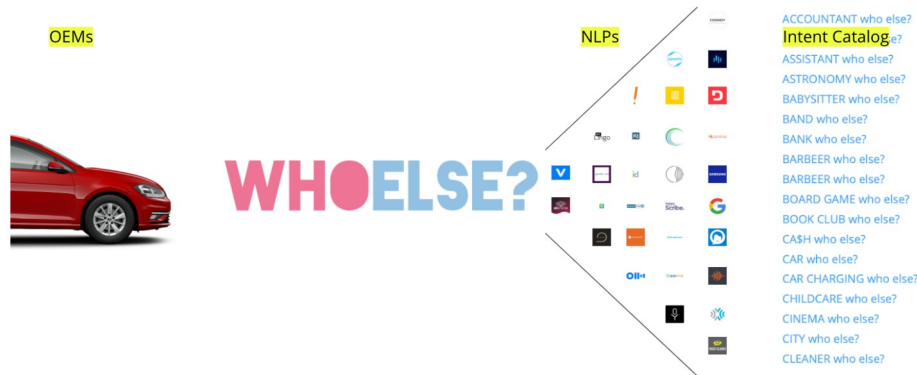 OEMs
NLPs
Intent Catalog
WHOELSE?
Scribe.
SAMSUNG
ACCOUNTANT who else?
e?
ASSISTANT who else?
ASTRONOMY who else?
BABYSITTER who else?
BAND who else?
BANK who else?
BARBEER who else?
BARBEER who else?
BOARD GAME who else?
BOOK CLUB who else?
CA$H who else?
CAR who else?
CAR CHARGING who else?
CHILDCARE who else?
CINEMA who else?
CITY who else?
CLEANER who else?